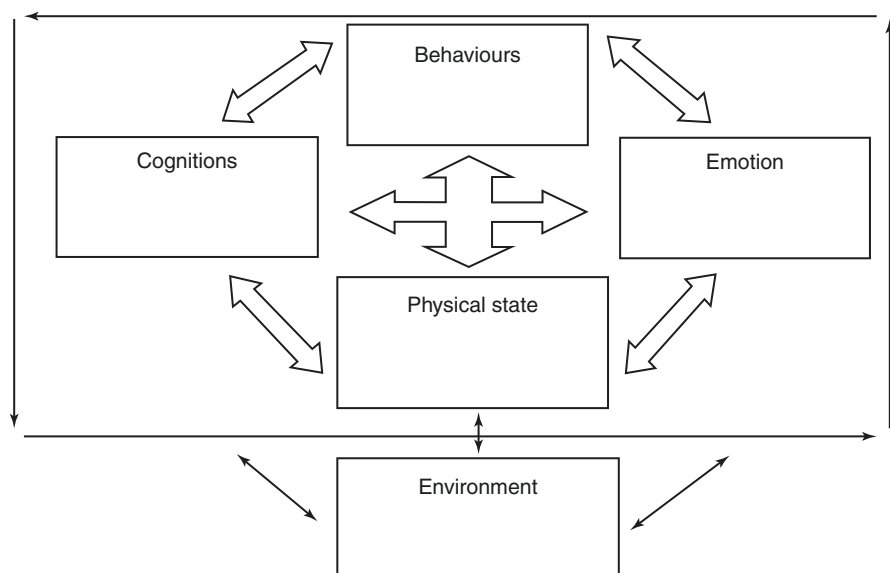 Behaviours
Cognitions
Emotion
Physical state
Environment